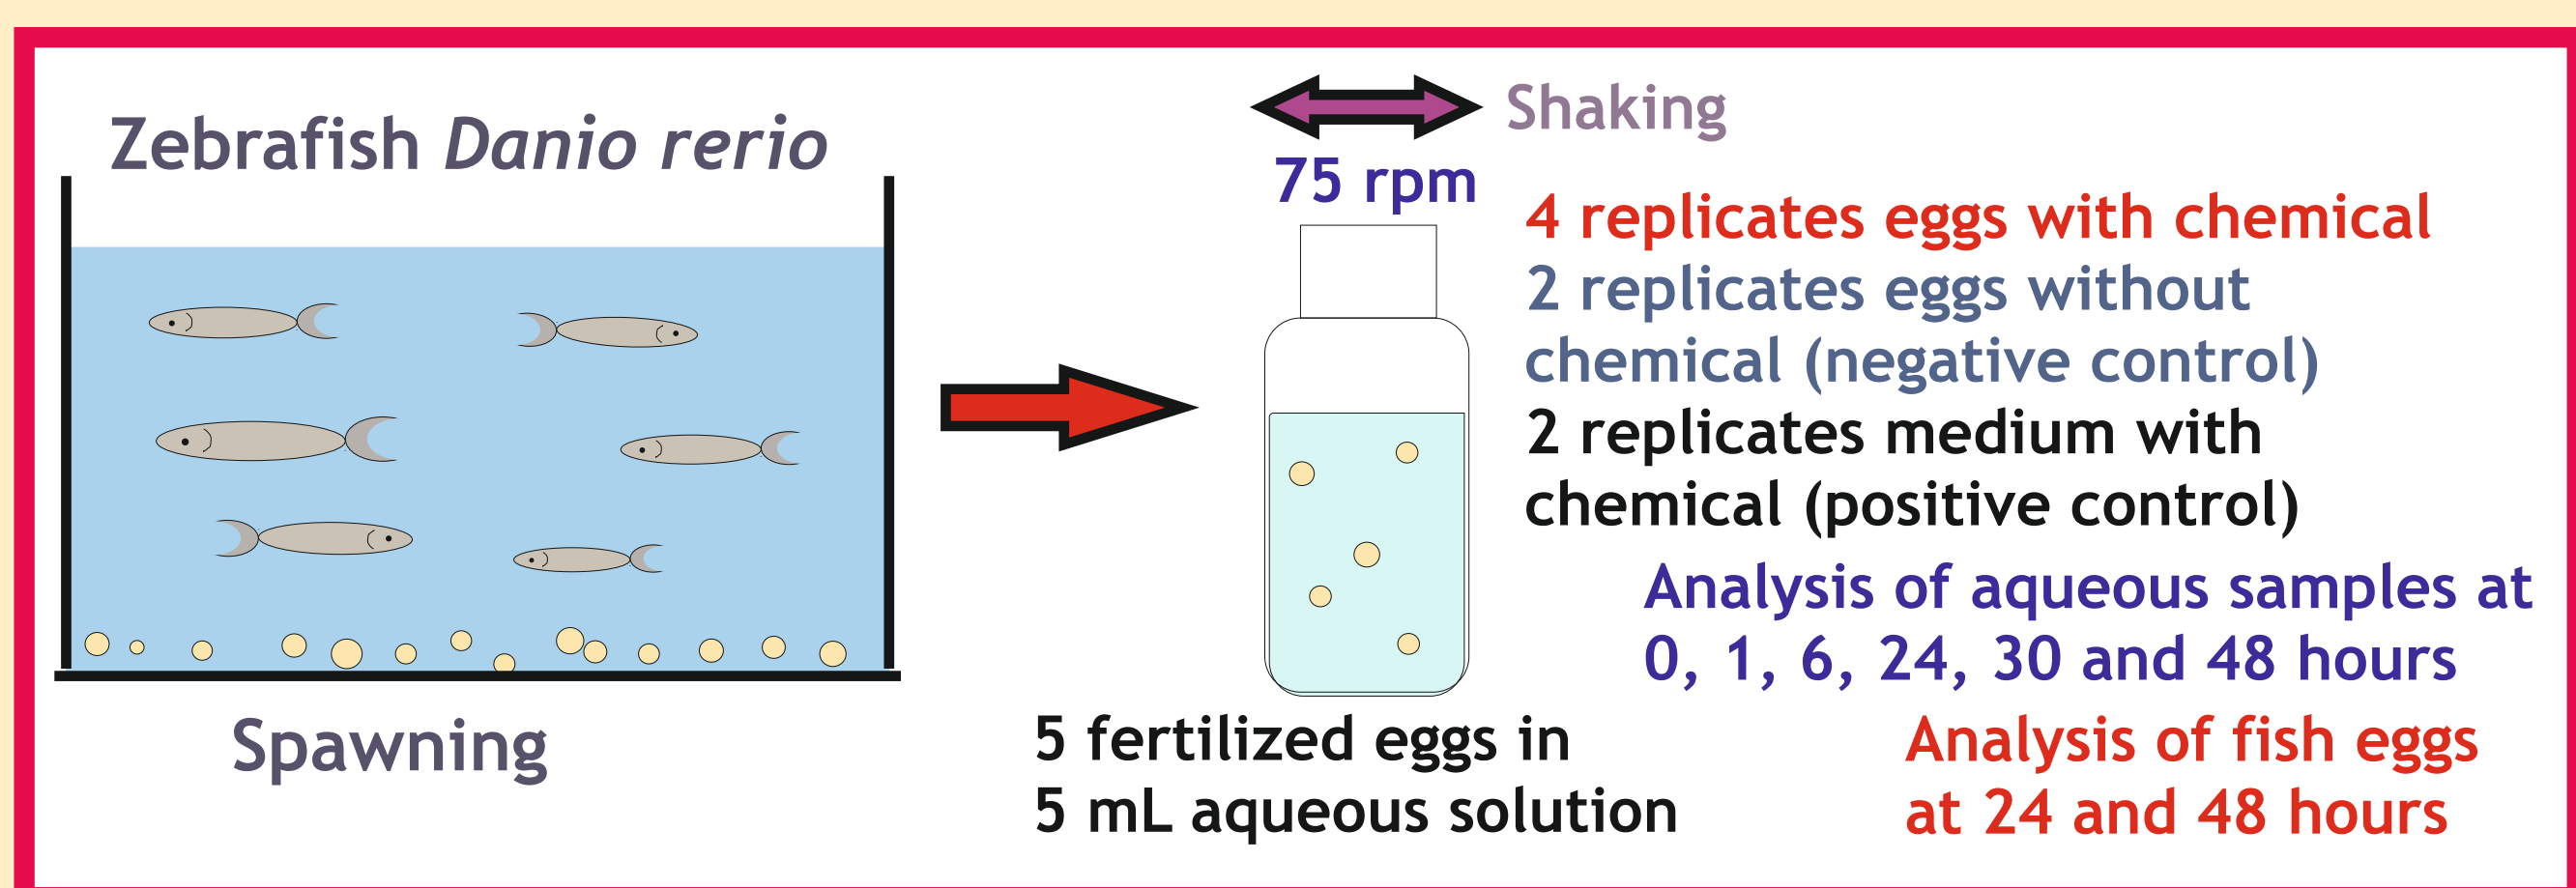 Zebrafish Danio rerio
Spawning
Shaking
75 rpm
5 fertilized eggs in
5 mL aqueous solution
4 replicates eggs with chemical
2 replicates eggs without
chemical (negative control)
2 replicates medium with
chemical (positive control)
Analysis of aqueous samples at
0, 1, 6, 24, 30 and 48 hours
Analysis of fish eggs
at 24 and 48 hours